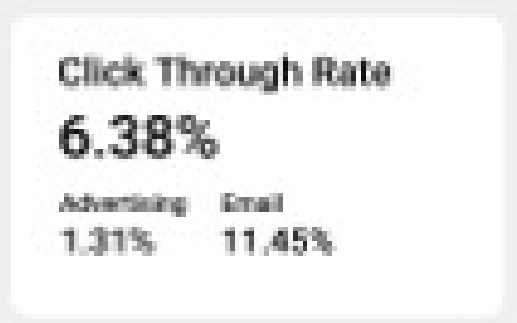 Click Through Rate
6.38%
Advertising Email
1.31% 11.45%